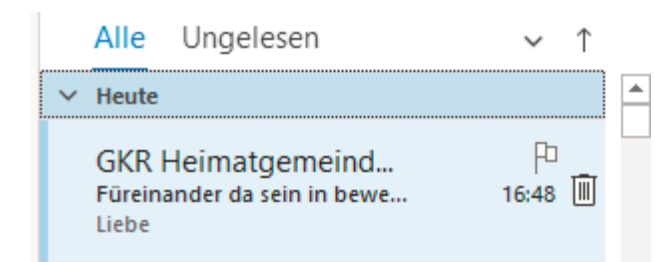 Alle Ungelesen
Heute
GKR Heimatgemeind...
Füreinander da sein in bewe... 16:48
Liebe